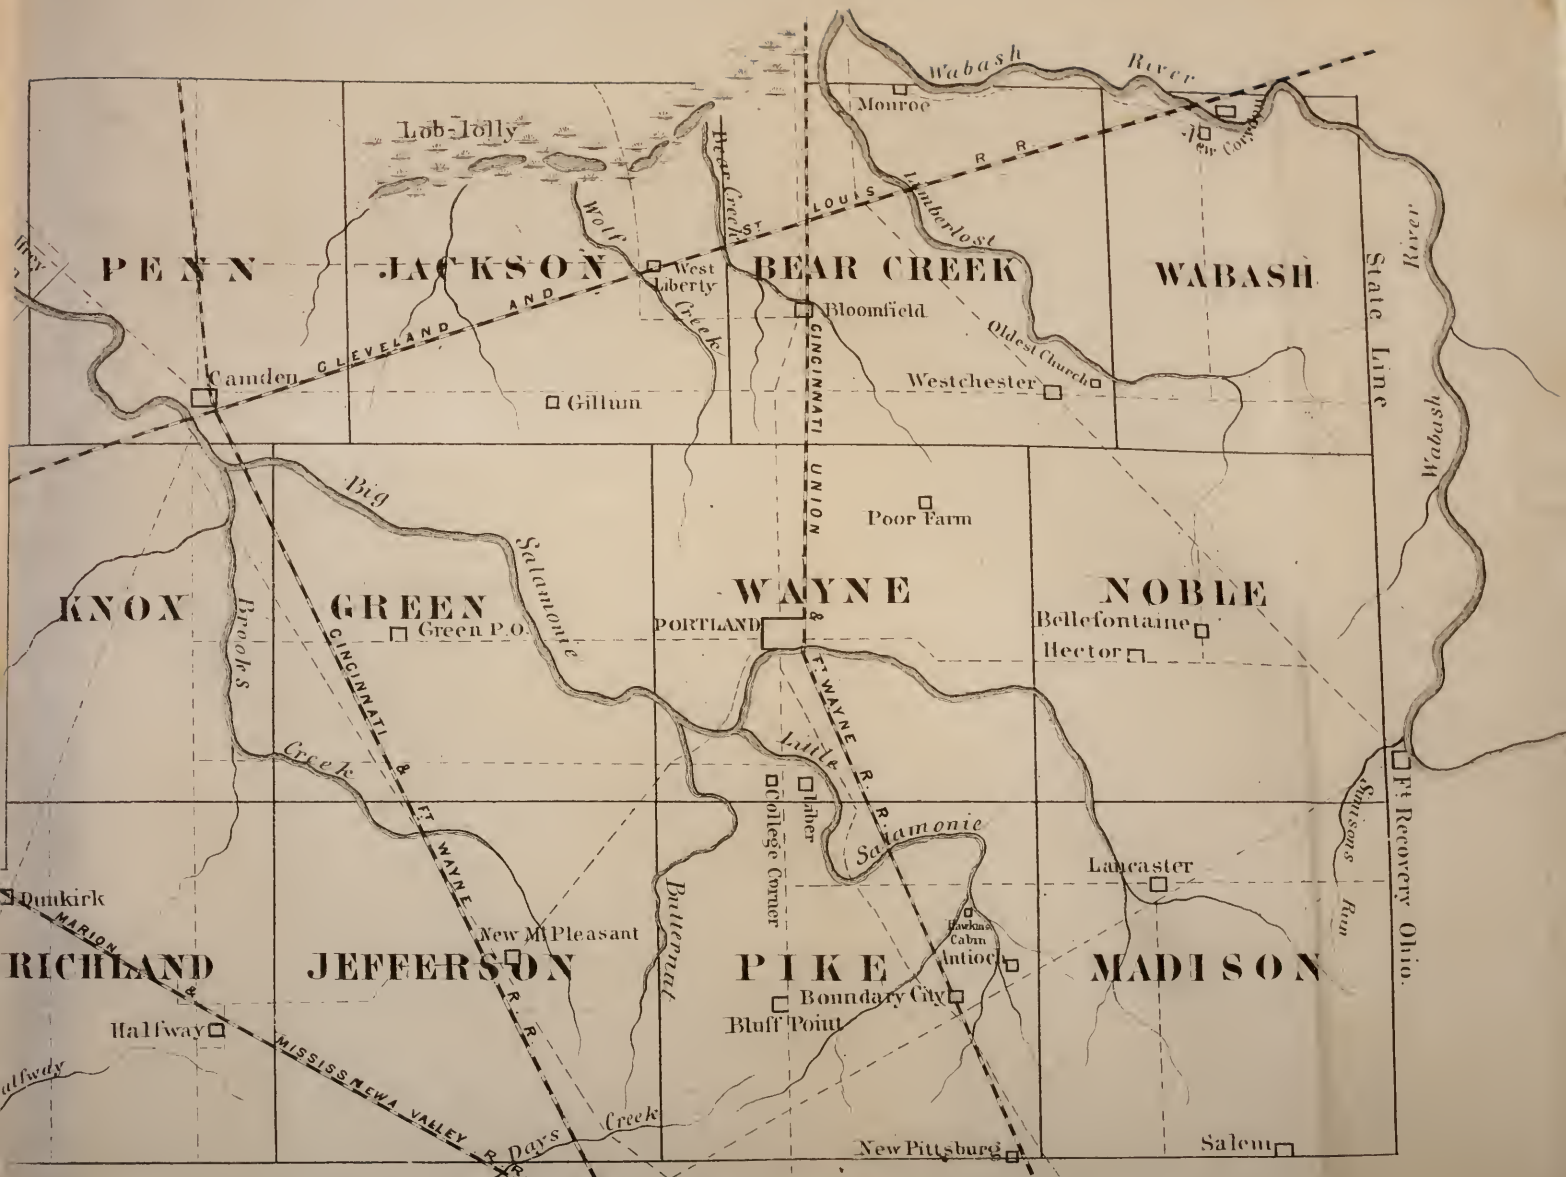 Wabash River
Monroe
Lob-lolly
New Corydon
R R
Bear Creek
LOUIS
Limberlost
Wolf
ST
River
PENN
JACKSON
BEAR CREEK
WABASH
State Line
West
Liberty
Creek
AND
Bloomfield
CLEVELAND
CINCINNATI
Oldest Church
Camden
Westchester
Gillum
Wabash
Big
UNION
Poor Farm
Salamonie
WAYNE
NOBLE
KNOX
GREEN
&
Brooks
Green P.O.
PORTLAND
Bellefontaine
Hector
CINCINNATI
Ft WAYNE
Little
Creek
&
R. R.
College Corner
Liber
Simisons Run
Ft Recovery Ohio.
Ft WAYNE
Salamonie
Lancaster
Dunkirk
Butternut
MARION
New Mt Pleasant
Hawkins
Cabin
Antioch
RICHLAND
JEFFERSON
PIKE
MADISON
&
R. R.
Boundary City
Bluff Point
Halfway
MISSISSINEWA VALLEY
R R
Days Creek
New Pittsburg
Salem